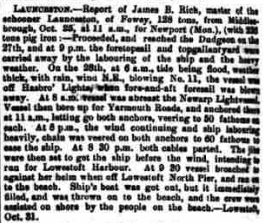 LAUNCESTON.—Report of James B. Rich, master of the
schooner Launceston, of Fowey, 128 tons, from Middles-
brough, Oct. 25, at 11 a.m., for Newport (Mon.), with 232
tons pig iron:—Proceeded, and reached the Dudgeon on the
27th, and at 9 p.m. the foretopsail and topgallantyard was
carried away by the labouring of the ship and the heavy
weather. On the 28th, at 6 a.m., tide being flood, weather
thick, with rain, wind N.E., blowing No. 11, the vessel off
off Hasbro' Lights, when fore-and-aft foresail was blown
away. At 8 a.m. vessel was abreast the Newarp Lightvessel.
Vessel then bore up for Yarmouth Roads, and anchored there
at 11 a.m., letting go both anchors, veering to 50 fathoms
each. At 8 p.m., the wind continuing and ship labouring
heavily, chain was veered on both anchors to 60 fathoms to
ease the ship. At 8 30 p.m. both cables parted. The
were then set to get the ship before the wind, intending to
run for Lowestoft Harbour. At 9 20 vessel broached to
against her helm when off Lowestoft North Pier, and ran on
to the beach. Ship's boat was got out, but it immediately
filled, and was thrown on to the beach, and the crew were
assisted on shore by the people on the beach.—Lowestoft,
Oct. 31.